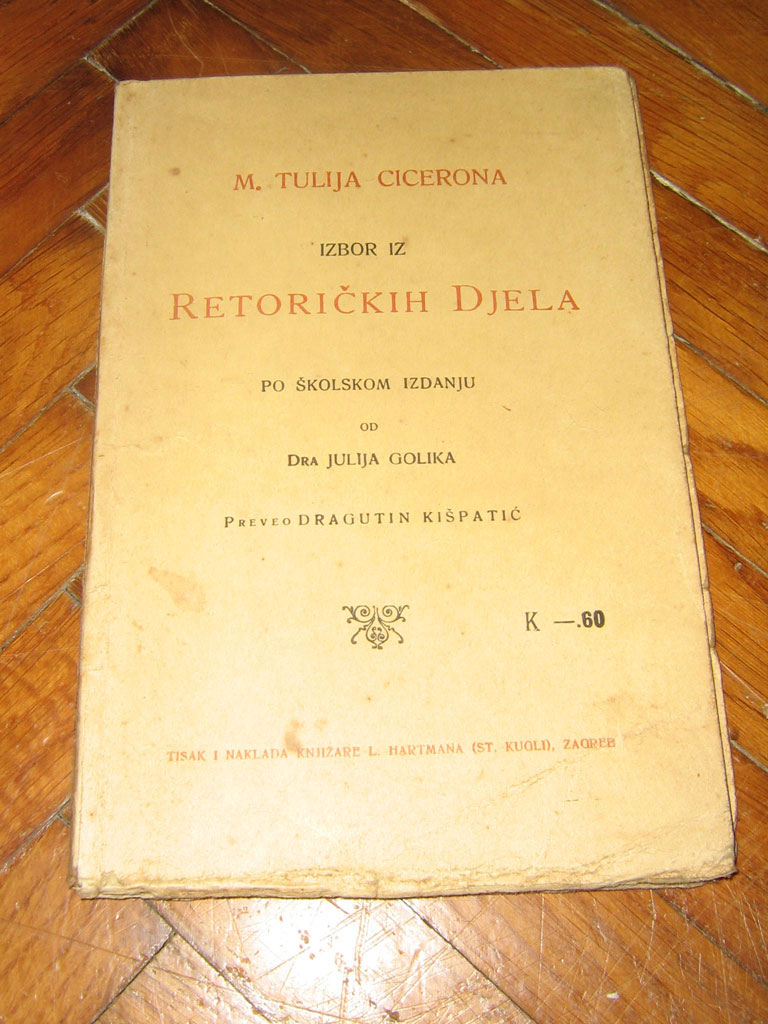 M. TULIJA CICERONA
IZBOR IZ
RETORIČKIH DJELA
PO ŠKOLSKOM IZDANJU
OD
DRA JULIJA GOLIKA
PREVEO DRAGUTIN KIŠPATIĆ
K —.60
TISAK I NAKLADA KNJIŽARE L. HARTMANA (ST. KUGLI), ZAGREB